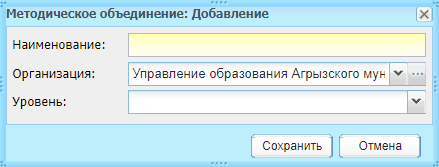 Методическое объединение: Добавление
Наименование:
Организация: Управление образования Агрызского мун
Уровень:
Сохранить Отмена